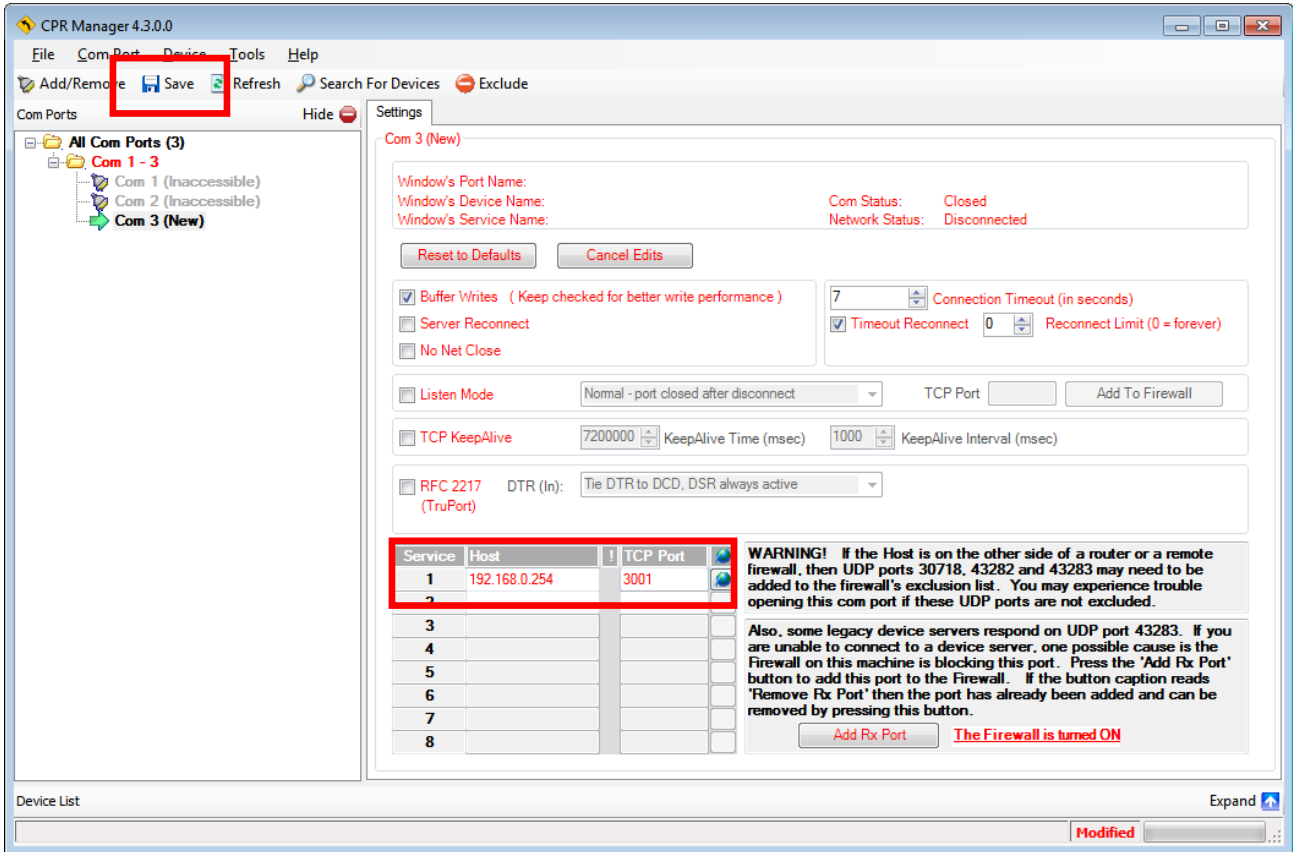 CPR Manager 4.3.0.0
File Com Port Device Tools Help
Add/Remove Save Refresh Search For Devices Exclude
Com Ports Hide
Settings
All Com Ports (3)
Com 1 - 3
Com 1 (Inaccessible)
Com 2 (Inaccessible)
Com 3 (New)
Com 3 (New)
Window's Port Name:
Window's Device Name: Com Status: Closed
Window's Service Name: Network Status: Disconnected
Reset to Defaults Cancel Edits
Buffer Writes ( Keep checked for better write performance )
Server Reconnect
No Net Close
7 Connection Timeout (in seconds)
Timeout Reconnect 0 Reconnect Limit (0 = forever)
Listen Mode Normal - port closed after disconnect TCP Port Add To Firewall
TCP KeepAlive 7200000 KeepAlive Time (msec) 1000 KeepAlive Interval (msec)
RFC 2217 DTR (In): Tie DTR to DCD, DSR always active
(TruPort)
Service Host ! TCP Port
1 192.168.0.254 3001
2
3
4
5
6
7
8
WARNING! If the Host is on the other side of a router or a remote
firewall, then UDP ports 30718, 43282 and 43283 may need to be
added to the firewall's exclusion list. You may experience trouble
opening this com port if these UDP ports are not excluded.
Also, some legacy device servers respond on UDP port 43283. If you
are unable to connect to a device server, one possible cause is the
Firewall on this machine is blocking this port. Press the 'Add Rx Port'
button to add this port to the Firewall. If the button caption reads
'Remove Rx Port' then the port has already been added and can be
removed by pressing this button.
Add Rx Port The Firewall is turned ON
Device List Expand
Modified